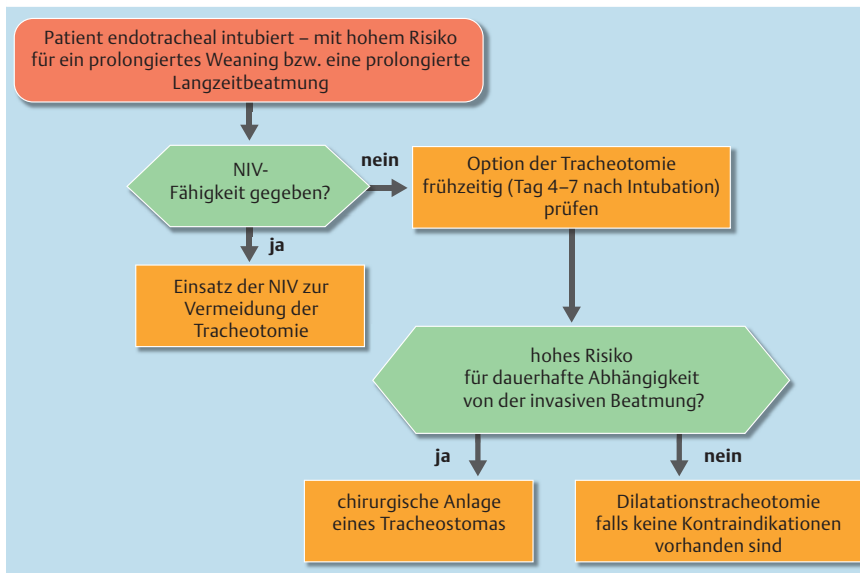 Patient endotracheal intubiert – mit hohem Risiko
für ein prolongiertes Weaning bzw. eine prolongierte
Langzeitbeatmung
NIV-
Fähigkeit gegeben?
nein
Option der Tracheotomie
frühzeitig (Tag 4–7 nach Intubation)
prüfen
ja
Einsatz der NIV zur
Vermeidung der
Tracheotomie
hohes Risiko
für dauerhafte Abhängigkeit
von der invasiven Beatmung?
ja
nein
chirurgische Anlage
eines Tracheostomas
Dilatationstracheotomie
falls keine Kontraindikationen
vorhanden sind